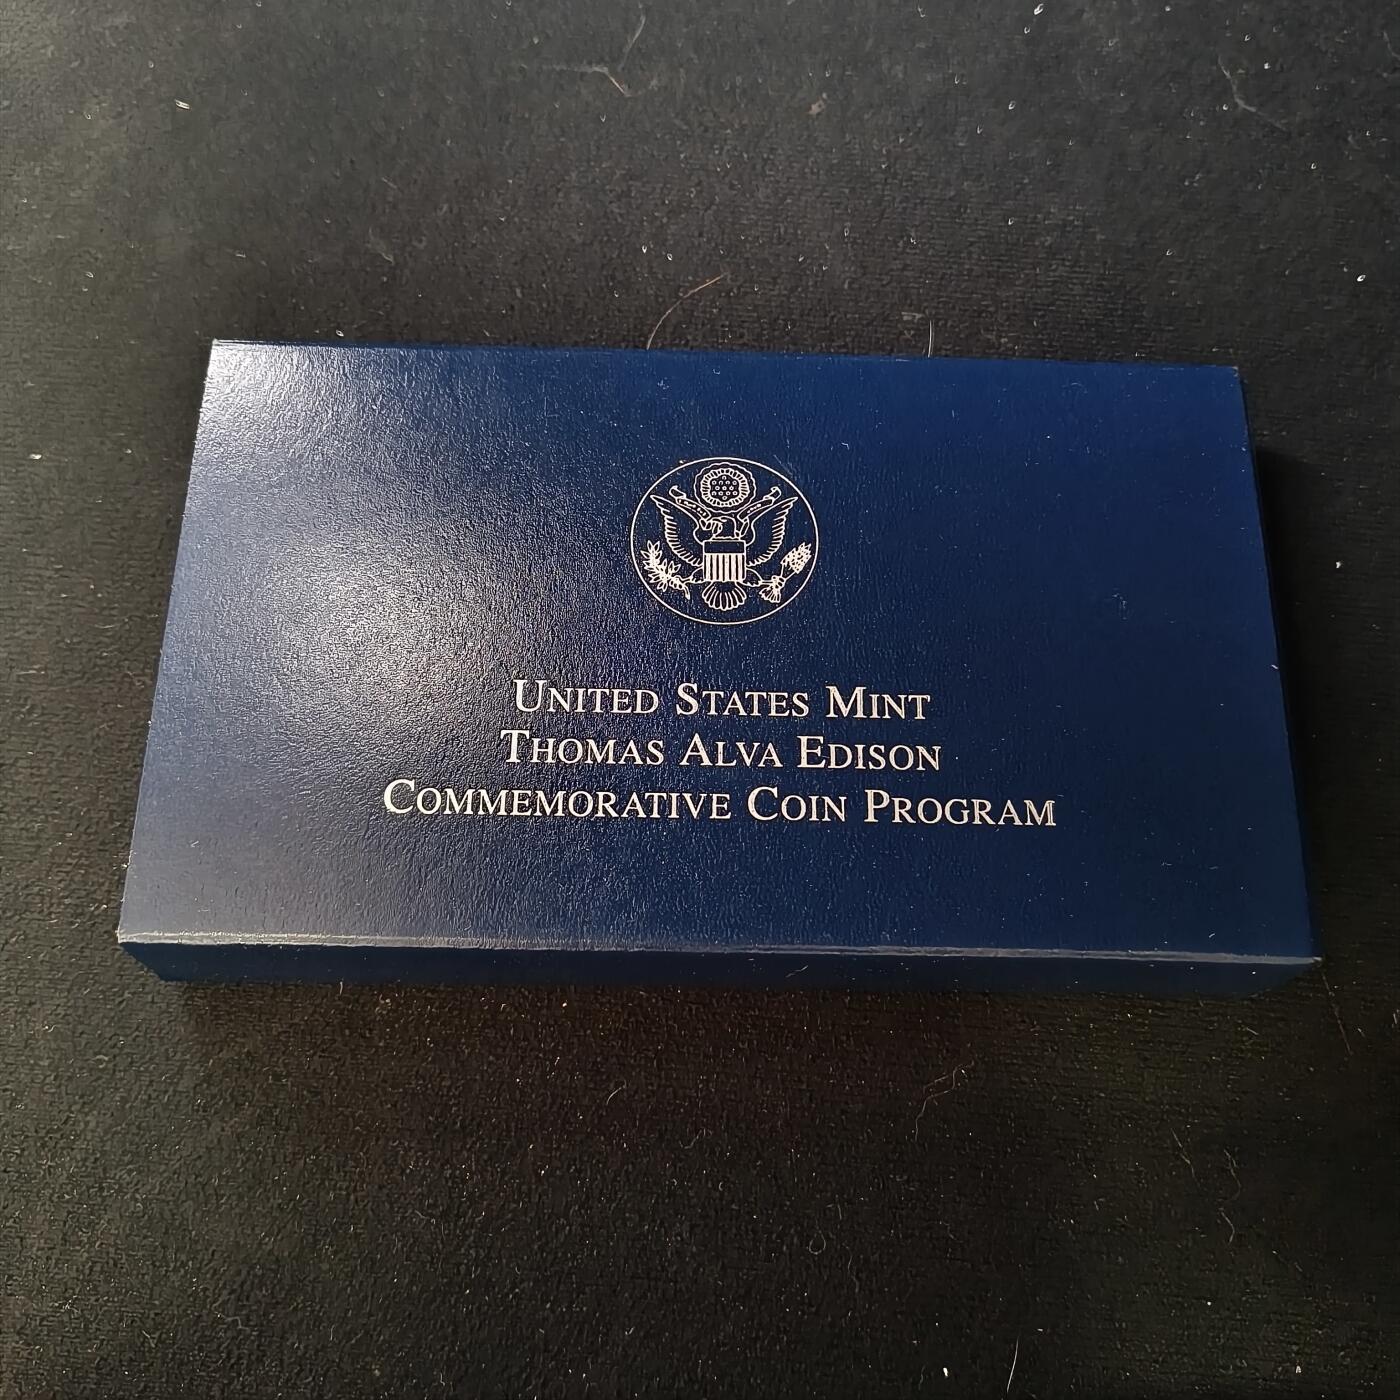 United States Mint
Thomas Alva Edison
Commemorative Coin Program